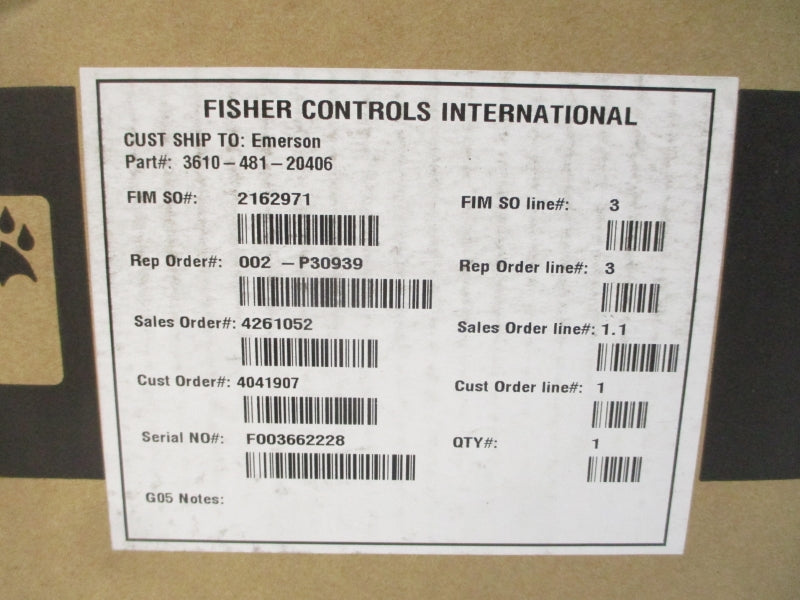 FISHER CONTROLS INTERNATIONAL
CUST SHIP TO: Emerson
Part#: 3610-481-20406
FIM SO#: 2162971 FIM SO line#: 3
Rep Order#: 002 -P30939 Rep Order line#: 3
Sales Order#: 4261052 Sales Order line#: 1.1
Cust Order#: 4041907 Cust Order line#: 1
Serial NO#: F003662228 QTY#: 1
G05 Notes: